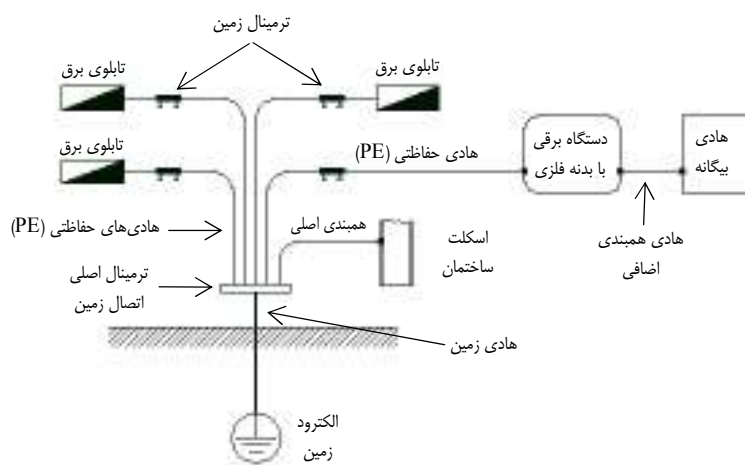 ترمینال زمین
تابلوی برق
تابلوی برق
تابلوی برق
هادی حفاظتی (PE)
دستگاه برقی
با بدنه فلزی
هادی
بیگانه
هادی‌های حفاظتی (PE)
همبندی اصلی
اسکلت
ساختمان
هادی همبندی
اضافی
ترمینال اصلی
اتصال زمین
هادی زمین
الکترود
زمین